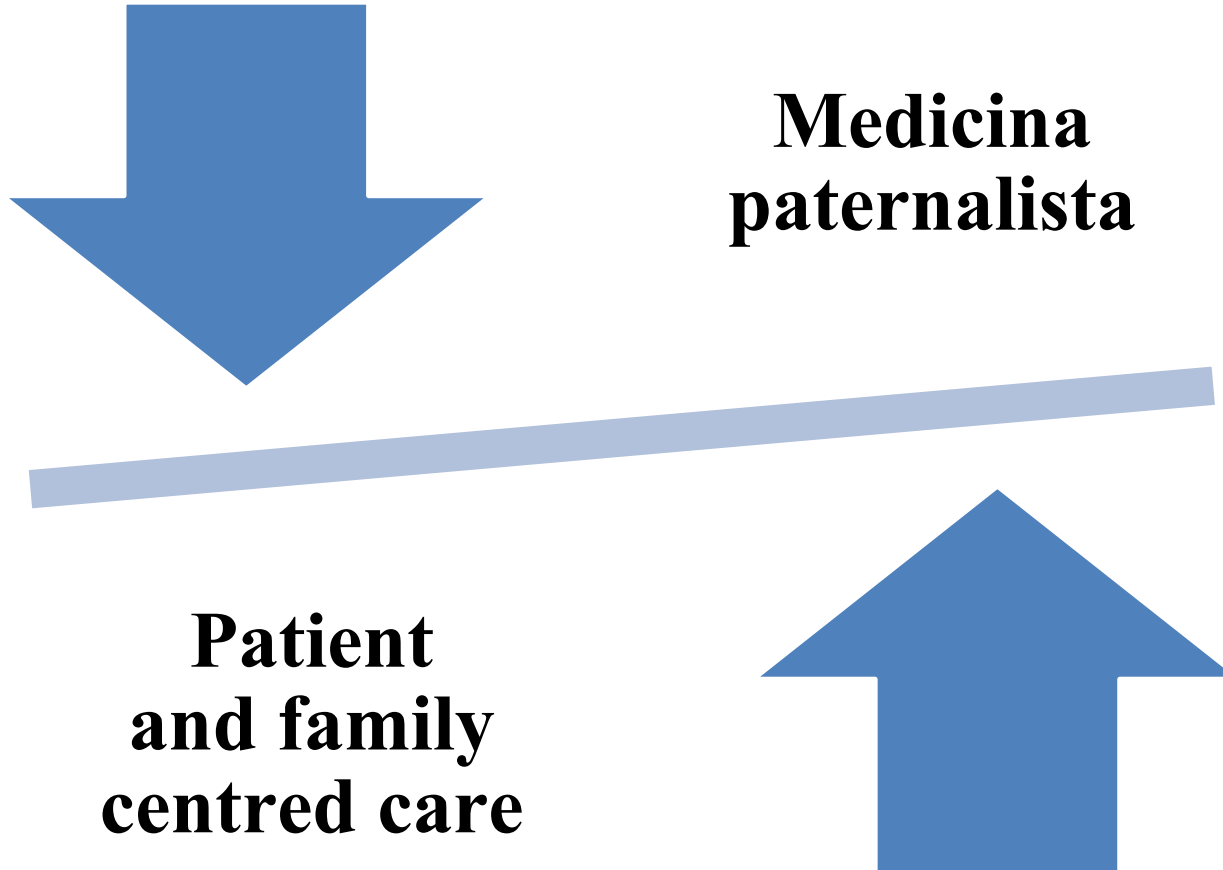 Medicina
paternalista
Patient
and family
centred care